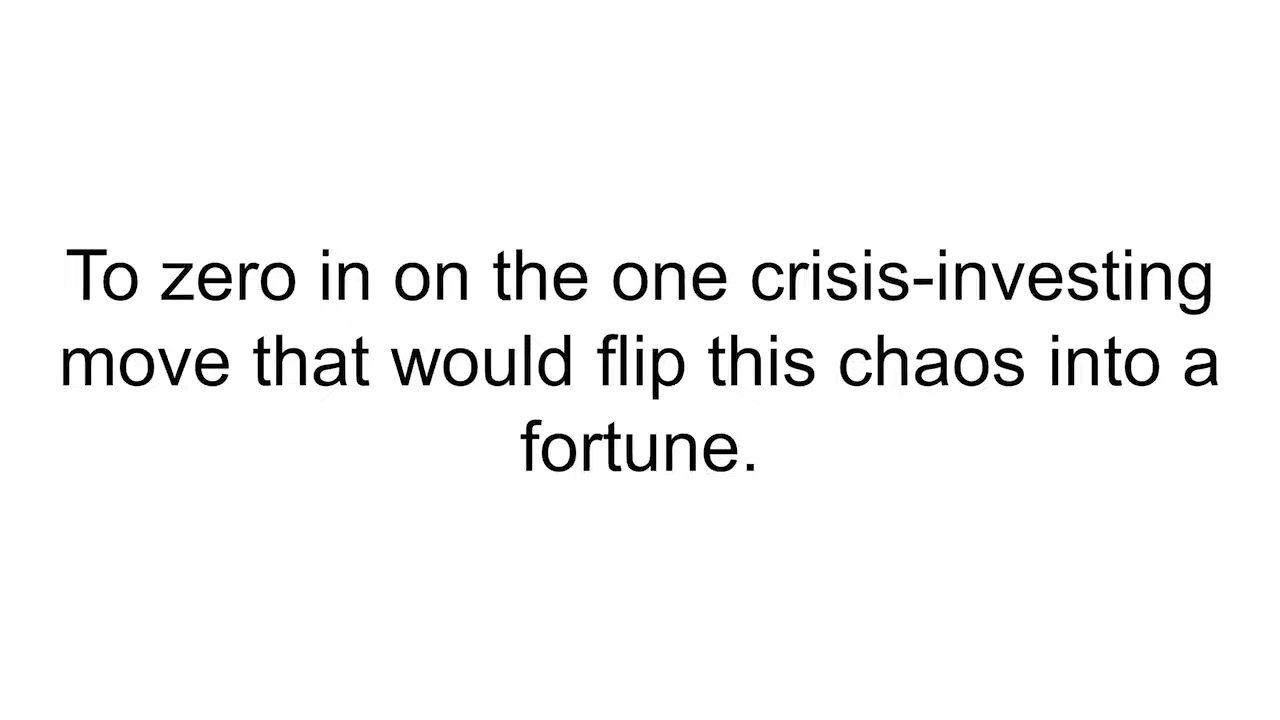 To zero in on the one crisis-investing
move that would flip this chaos into a
fortune.